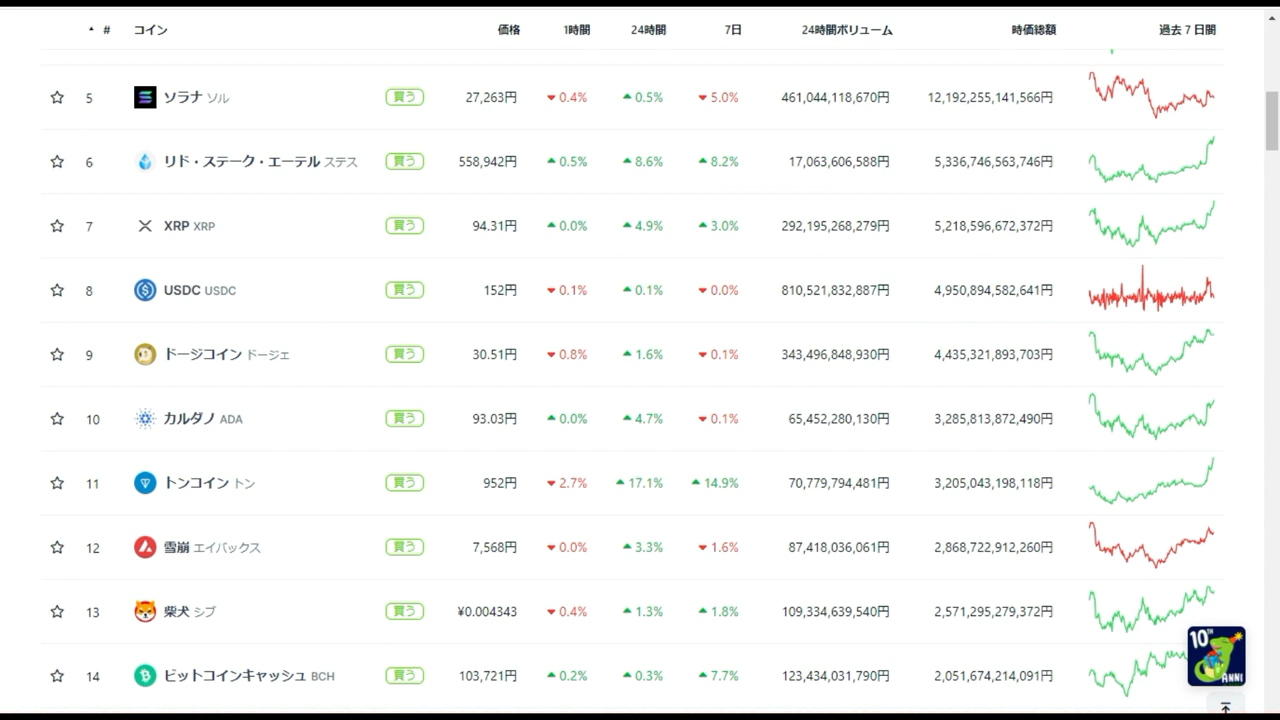 # コイン 価格 1時間 24時間 7日 24時間ボリューム 時価総額 過去 7 日間
5 ソラナ ソル 買う 27,263円 0.4% 0.5% 5.0% 461,044,118,670円 12,192,255,141,566円
6 リド・ステーク・エーテル ステス 買う 558,942円 0.5% 8.6% 8.2% 17,063,606,588円 5,336,746,563,746円
7 XRP XRP 買う 94.31円 0.0% 4.9% 3.0% 292,195,268,279円 5,218,596,672,372円
8 USDC USDC 買う 152円 0.1% 0.1% 0.0% 810,521,832,887円 4,950,894,582,641円
9 ドージコイン ドージェ 買う 30.51円 0.8% 1.6% 0.1% 343,496,848,930円 4,435,321,893,703円
10 カルダノ ADA 買う 93.03円 0.0% 4.7% 0.1% 65,452,280,130円 3,285,813,872,490円
11 トンコイン トン 買う 952円 2.7% 17.1% 14.9% 70,779,794,481円 3,205,043,198,118円
12 雪崩 エイバックス 買う 7,568円 0.0% 3.3% 1.6% 87,418,036,061円 2,868,722,912,260円
13 柴犬 シブ 買う ¥0.004343 0.4% 1.3% 1.8% 109,334,639,540円 2,571,295,279,372円
14 ビットコインキャッシュ BCH 買う 103,721円 0.2% 0.3% 7.7% 123,434,031,790円 2,051,674,214,091円
10TH
ANNI